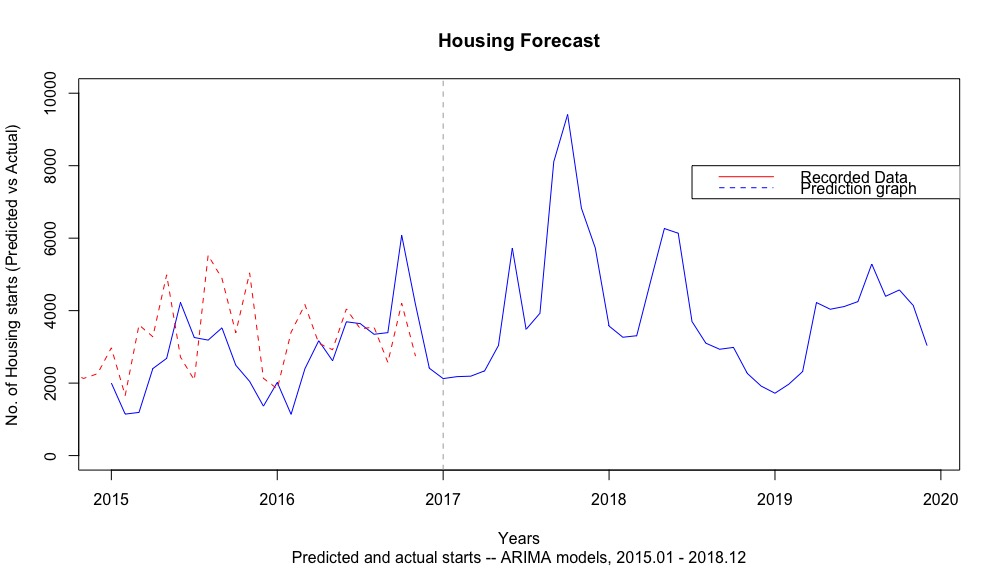 Housing Forecast
No. of Housing starts (Predicted vs Actual)
10000
8000
6000
4000
2000
0
Recorded Data
Prediction graph
2015 2016 2017 2018 2019 2020
Years
Predicted and actual starts -- ARIMA models, 2015.01 - 2018.12